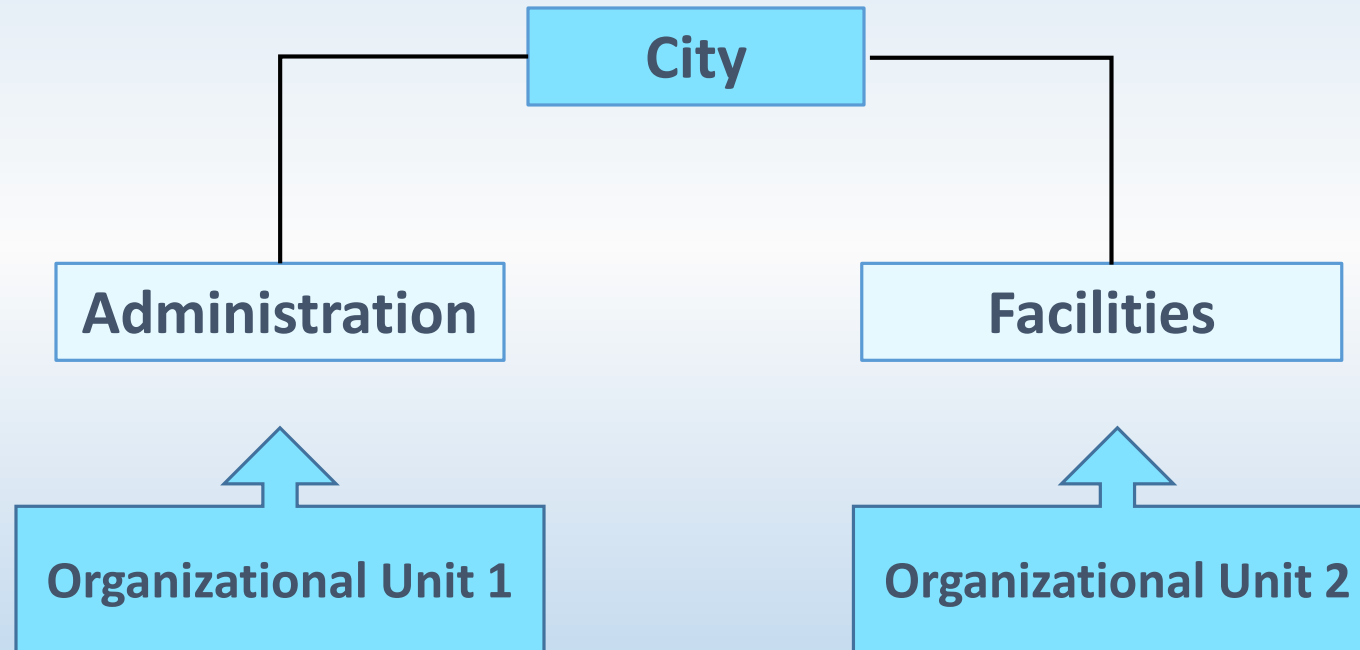 City
Administration
Facilities
Organizational Unit 1
Organizational Unit 2